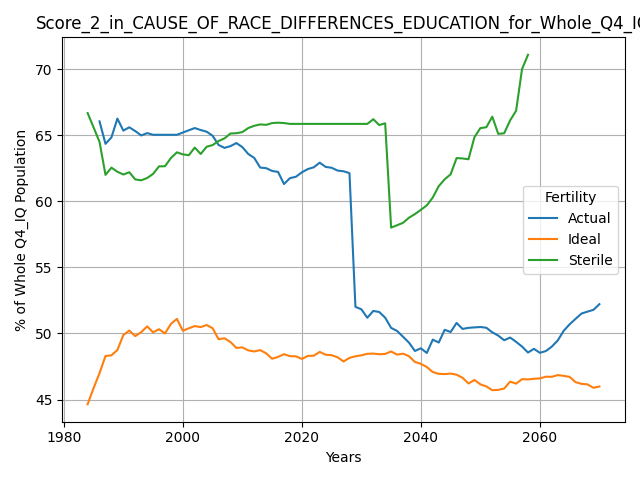 Score_2_in_CAUSE_OF_RACE_DIFFERENCES_EDUCATION_for_Whole_Q4_IQ
% of Whole Q4_IQ Population
70
65
60
55
50
45
Fertility
Actual
Ideal
Sterile
1980
2000
2020
2040
2060
Years